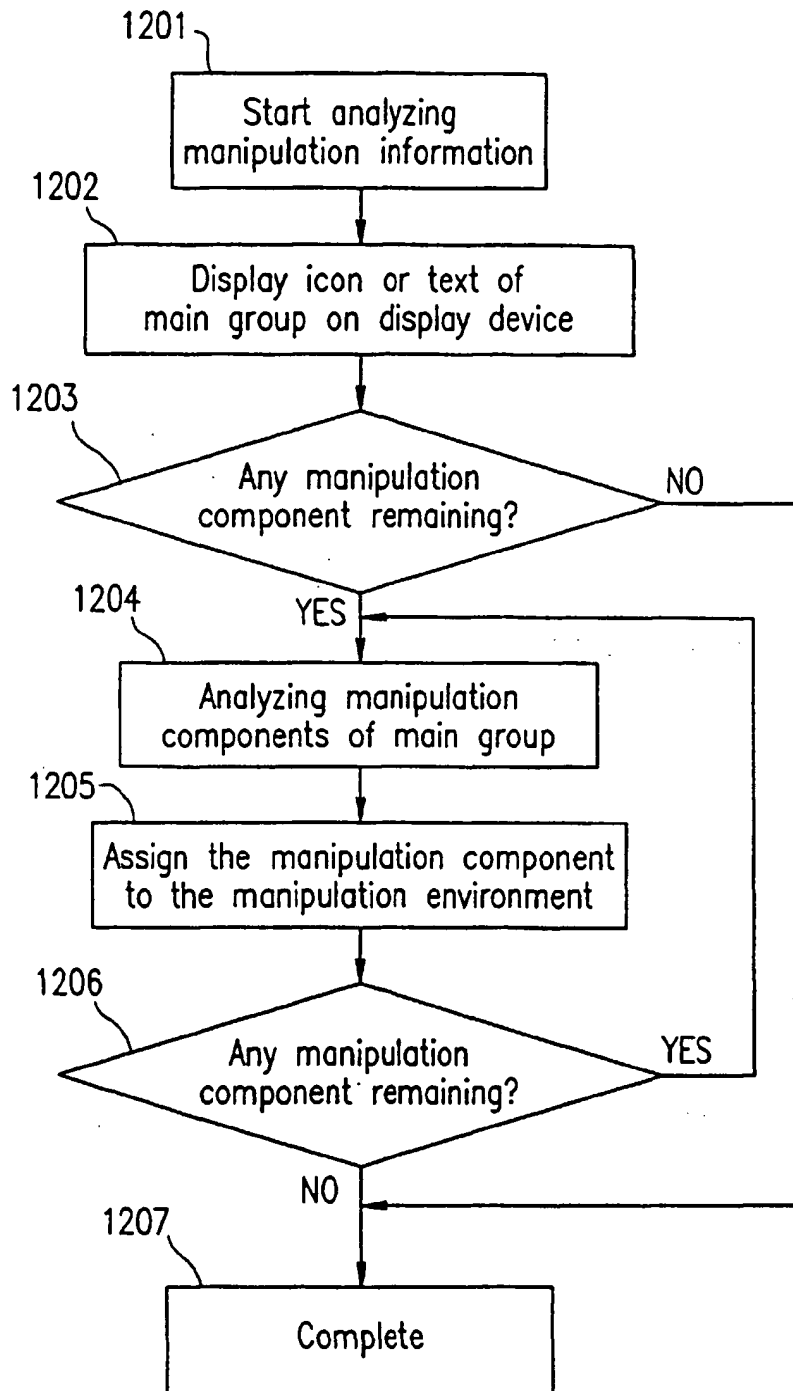 1201
Start analyzing
manipulation information
1202
Display icon or text of
main group on display device
1203
Any manipulation
component remaining?
NO
YES
1204
Analyzing manipulation
components of main group
1205
Assign the manipulation component
to the manipulation environment
1206
Any manipulation
component remaining?
YES
NO
1207
Complete